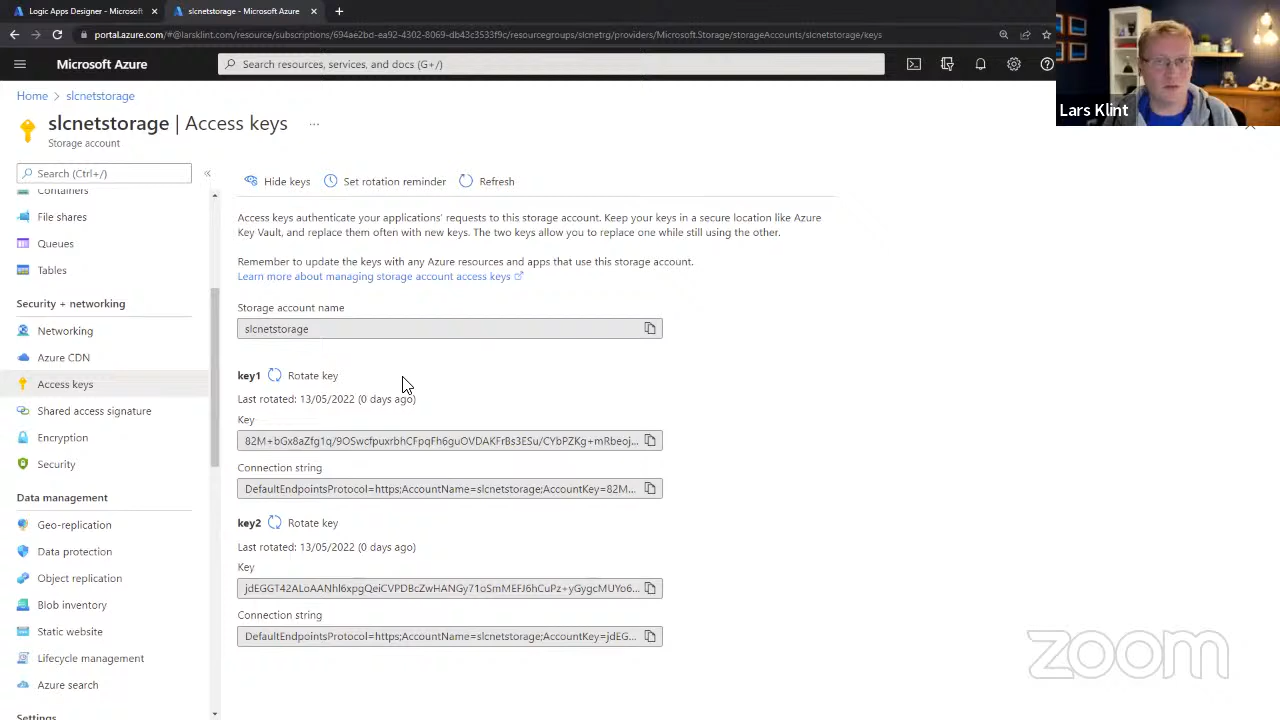 Logic Apps Designer - Microsoft
slcnetstorage - Microsoft Azure
portal.azure.com/#@larsklint.com/resource/subscriptions/694ae2bd-ea92-4302-8069-db43c3533f9c/resourcegroups/slcnetrg/providers/Microsoft.Storage/storageAccounts/slcnetstorage/keys
Microsoft Azure
Search resources, services, and docs (G+/)
Lars Klint
Home > slcnetstorage
slcnetstorage | Access keys ...
Storage account
Search (Ctrl+/)
Hide keys
Set rotation reminder
Refresh
Containers
File shares
Queues
Tables
Security + networking
Networking
Azure CDN
Access keys
Shared access signature
Encryption
Security
Data management
Geo-replication
Data protection
Object replication
Blob inventory
Static website
Lifecycle management
Azure search
Settings
Access keys authenticate your applications' requests to this storage account. Keep your keys in a secure location like Azure
Key Vault, and replace them often with new keys. The two keys allow you to replace one while still using the other.
Remember to update the keys with any Azure resources and apps that use this storage account.
Learn more about managing storage account access keys
Storage account name
slcnetstorage
key1 Rotate key
Last rotated: 13/05/2022 (0 days ago)
Key
82M+bGx8aZfg1q/9OSwcfpuxrbhCFpqFh6guOVDAKFrBs3ESu/CYbPZKg+mRbeoj...
Connection string
DefaultEndpointsProtocol=https;AccountName=slcnetstorage;AccountKey=82M...
key2 Rotate key
Last rotated: 13/05/2022 (0 days ago)
Key
jdEGGT42ALoAANhl6xpgQeiCVPDBcZwHANGy71oSmMEFJ6hCuPz+yGygcMUYo6...
Connection string
DefaultEndpointsProtocol=https;AccountName=slcnetstorage;AccountKey=jdEG...
zoom